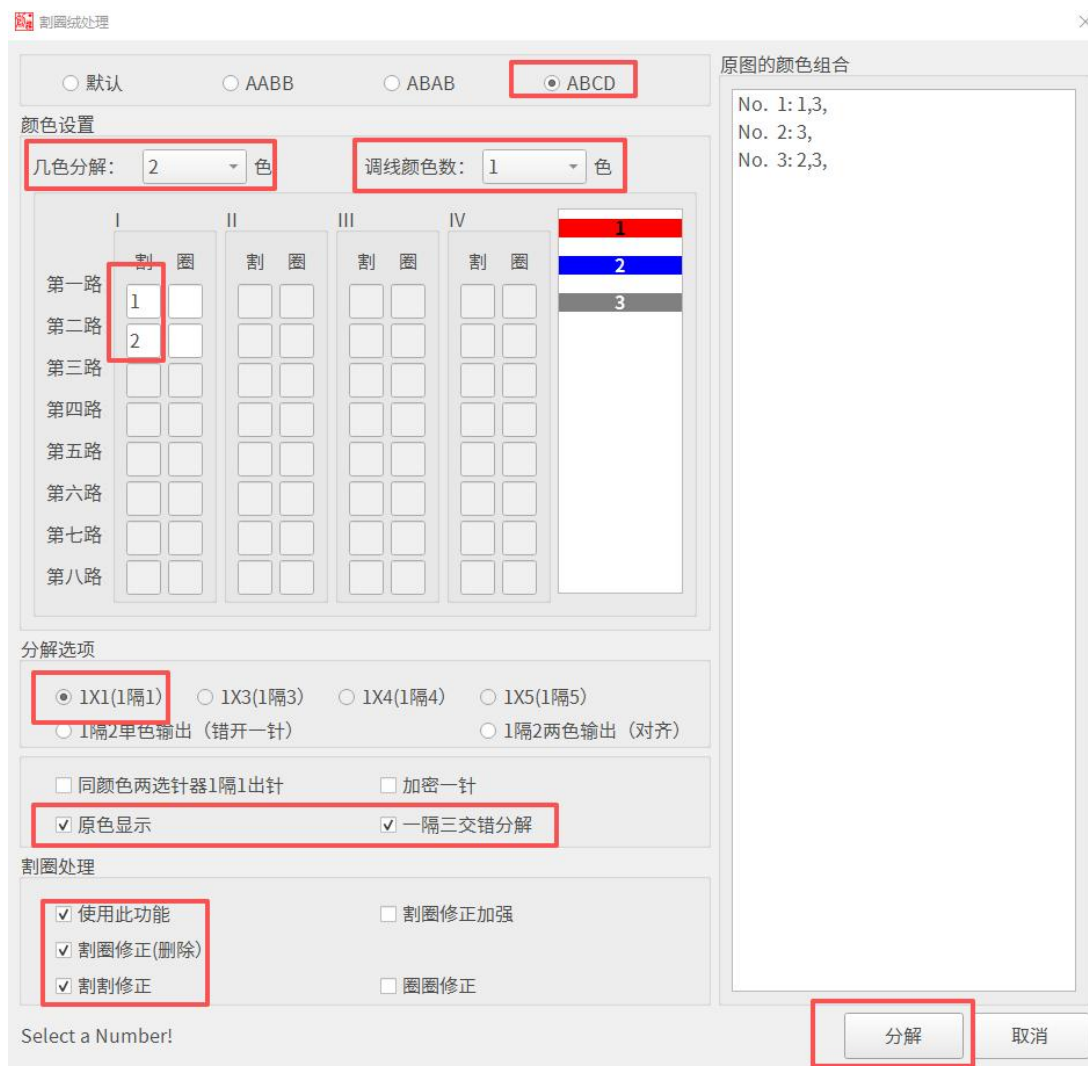 割圈绒处理
默认 AABB ABAB ABCD
颜色设置
几色分解: 2 色 调线颜色数: 1 色
I II III IV
割 圈 割 圈 割 圈 割 圈
1
2
3
第一路 1
第二路 2
第三路
第四路
第五路
第六路
第七路
第八路
分解选项
1X1(1隔1) 1X3(1隔3) 1X4(1隔4) 1X5(1隔5)
1隔2单色输出（错开一针） 1隔2两色输出（对齐）
同颜色两选针器1隔1出针 加密一针
原色显示 一隔三交错分解
割圈处理
使用此功能 割圈修正加强
割圈修正(删除)
割割修正 圈圈修正
Select a Number!
原图的颜色组合
No. 1: 1,3,
No. 2: 3,
No. 3: 2,3,
分解 取消